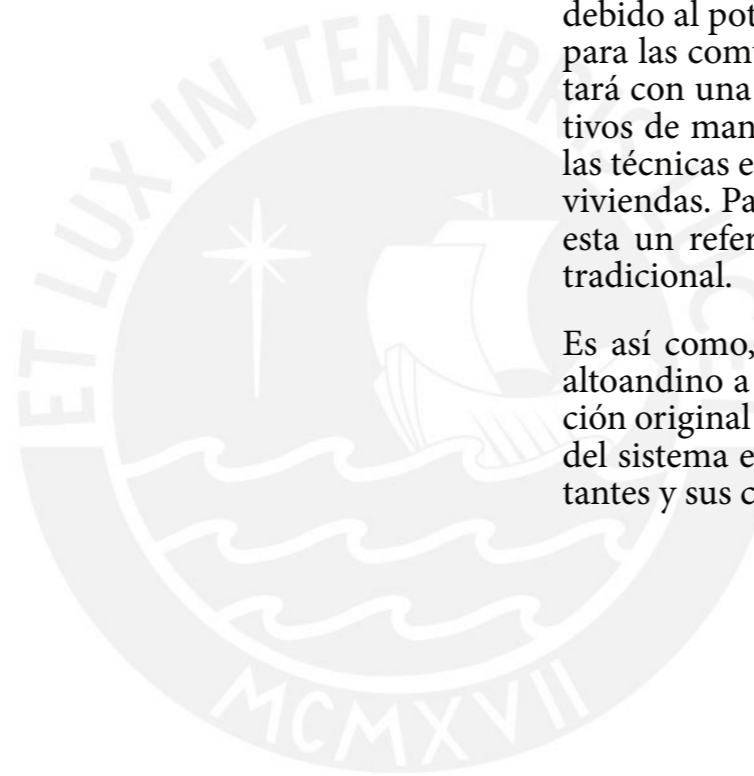 debido al pot
para las com
tará con una
tivos de man
las técnicas e
viviendas. Pa
esta un refer
tradicional.
Es así como,
altoandino a
ción original
del sistema e
tantes y sus c
ET LUX IN TENEBRIS LUCET
MCMXVII